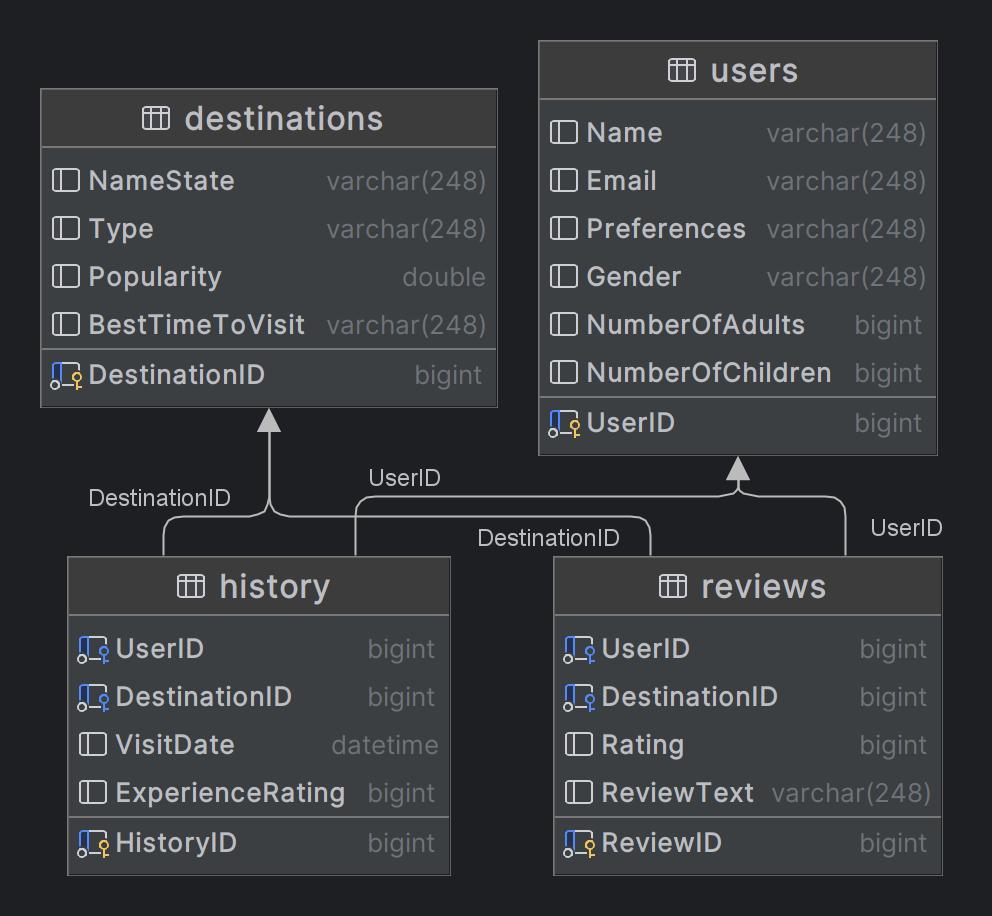 destinations
NameState varchar(248)
Type varchar(248)
Popularity double
BestTimeToVisit varchar(248)
DestinationID bigint
users
Name varchar(248)
Email varchar(248)
Preferences varchar(248)
Gender varchar(248)
NumberOfAdults bigint
NumberOfChildren bigint
UserID bigint
DestinationID
UserID
DestinationID
UserID
history
UserID bigint
DestinationID bigint
VisitDate datetime
ExperienceRating bigint
HistoryID bigint
reviews
UserID bigint
DestinationID bigint
Rating bigint
ReviewText varchar(248)
ReviewID bigint